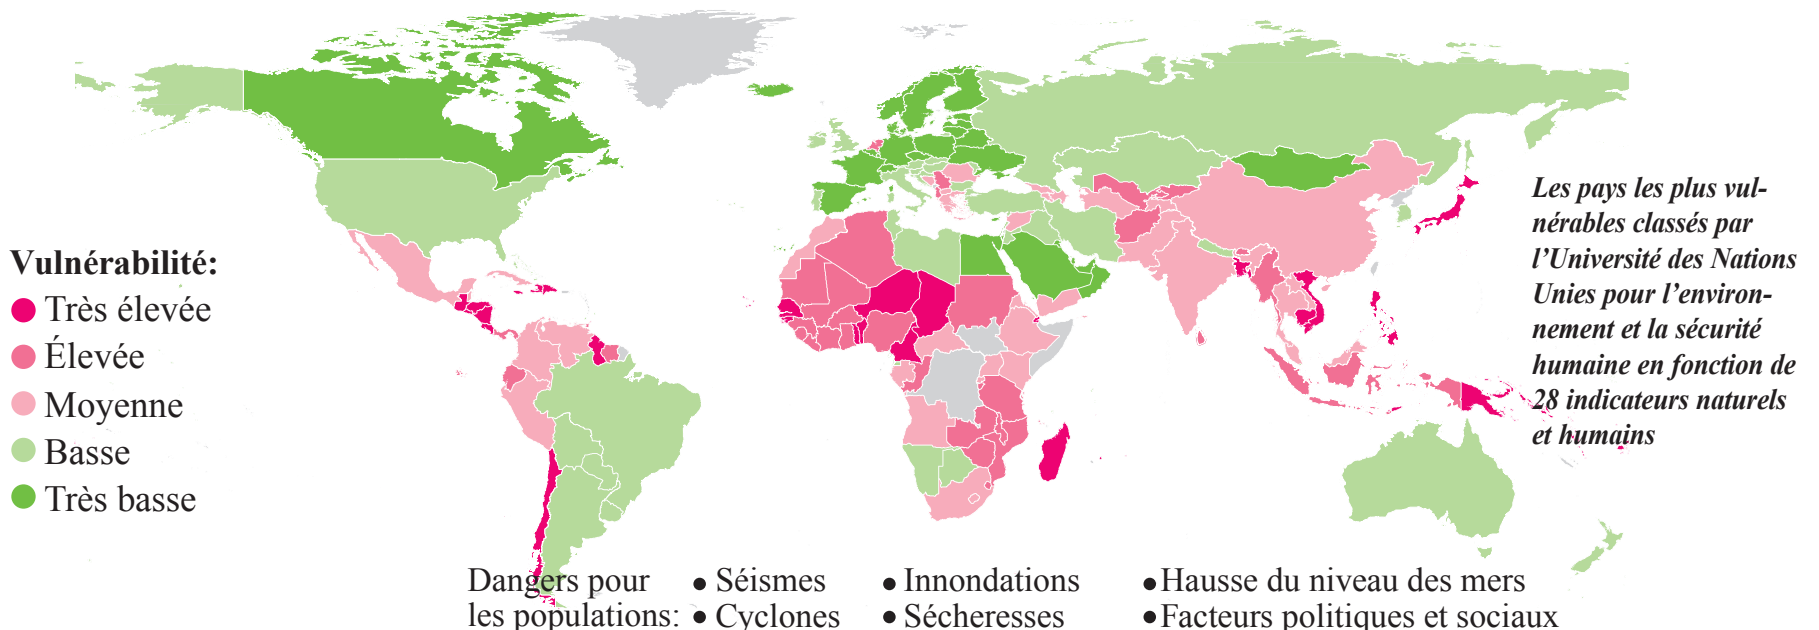 Vulnérabilité:
Très élevée
Élevée
Moyenne
Basse
Très basse
Les pays les plus vul-
nérables classés par
l’Université des Nations
Unies pour l’environ-
nement et la sécurité
humaine en fonction de
28 indicateurs naturels
et humains
Dangers pour
les populations:
• Séismes
• Cyclones
• Innondations
• Sécheresses
• Hausse du niveau des mers
• Facteurs politiques et sociaux